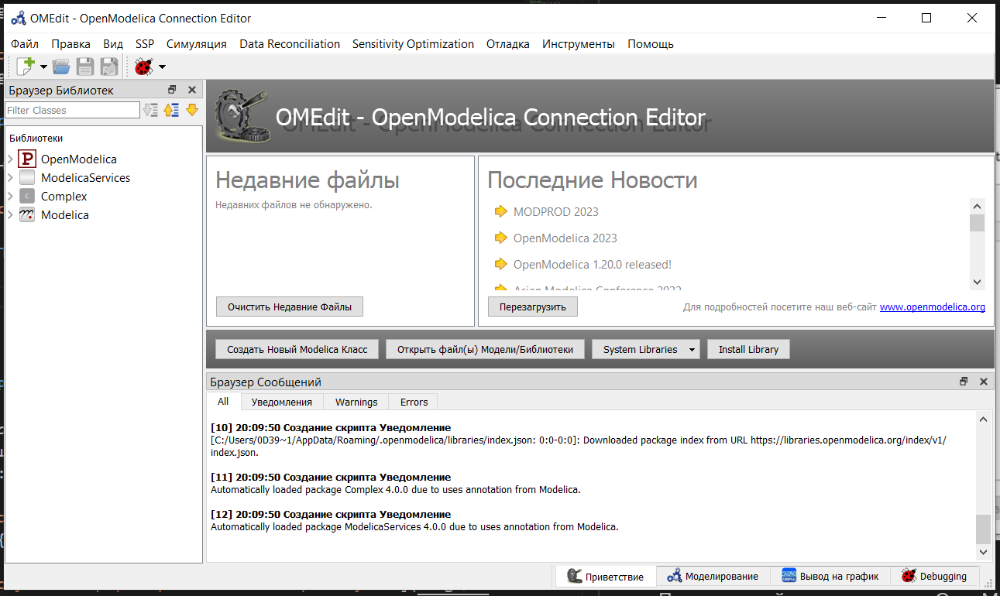 OMEdit - OpenModelica Connection Editor
Файл Правка Вид SSP Симуляция Data Reconciliation Sensitivity Optimization Отладка Инструменты Помощь
Браузер Библиотек
Filter Classes
Библиотеки
P OpenModelica
ModelicaServices
C Complex
Modelica
OMEdit - OpenModelica Connection Editor
Недавние файлы
Недавних файлов не обнаружено.
Очистить Недавние Файлы
Последние Новости
MODPROD 2023
OpenModelica 2023
OpenModelica 1.20.0 released!
Asian Modelica Conference 2022
Перезагрузить
Для подробностей посетите наш веб-сайт www.openmodelica.org
Создать Новый Modelica Класс Открыть файл(ы) Модели/Библиотеки System Libraries Install Library
Браузер Сообщений
All Уведомления Warnings Errors
[10] 20:09:50 Создание скрипта Уведомление
[C:/Users/0D39~1/AppData/Roaming/.openmodelica/libraries/index.json: 0:0-0:0]: Downloaded package index from URL https://libraries.openmodelica.org/index/v1/
index.json.
[11] 20:09:50 Создание скрипта Уведомление
Automatically loaded package Complex 4.0.0 due to uses annotation from Modelica.
[12] 20:09:50 Создание скрипта Уведомление
Automatically loaded package ModelicaServices 4.0.0 due to uses annotation from Modelica.
Приветствие Моделирование Вывод на график Debugging